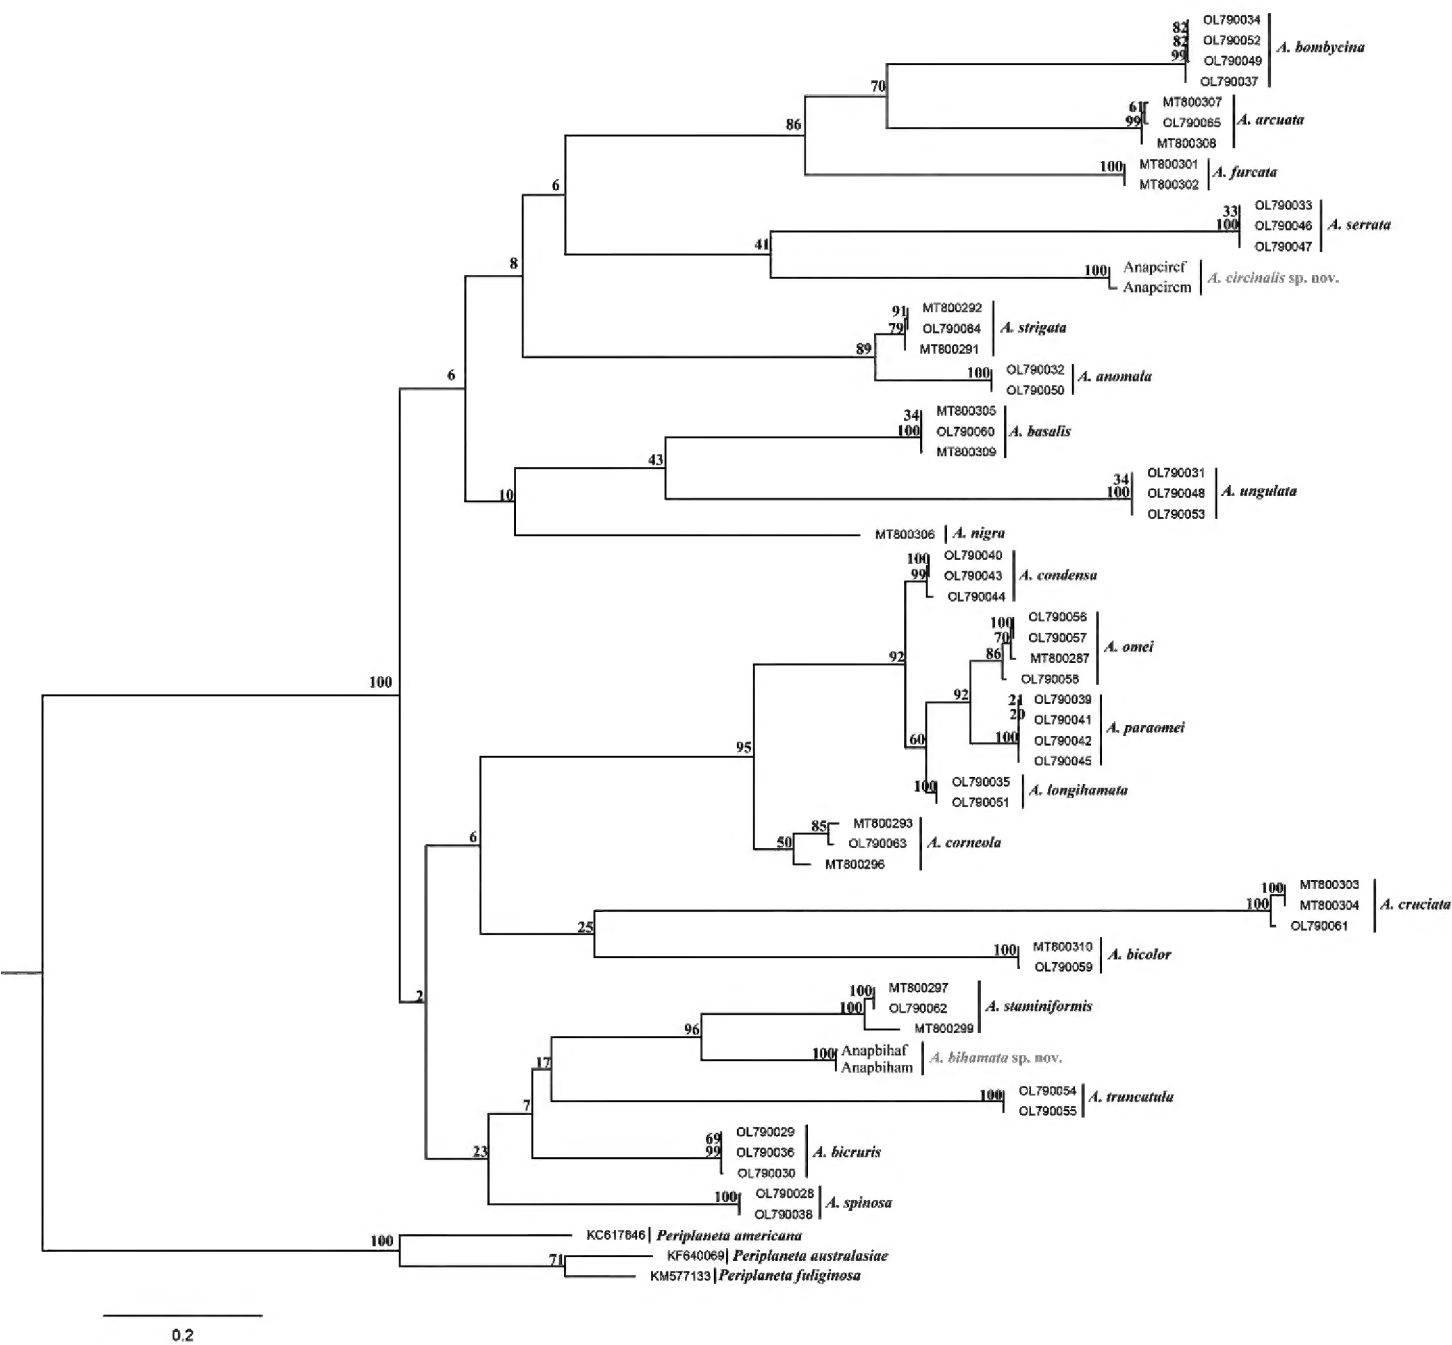 OL790034
82
OL790052
82
A. bombycina
OL790049
99
OL790037
70
MT800307
61
OL790065
A. arcuata
99
MT800308
86
MT801301
100
A. furcata
MT800302
6
OL790033
33
OL790046
A. serrata
100
OL790047
41
Anapcircf
100
A. circinalis sp. nov.
Anapcircm
8
MT800292
91
OL790064
A. strigata
79
MT800291
89
OL790032
100
A. anomala
OL790050
6
MT800305
34
OL790060
A. basalis
100
MT800309
43
OL790031
34
OL790048
A. ungulata
100
OL790053
10
MT800306
A. nigra
OL790040
100
OL790043
A. condensa
99
OL790044
92
OL790056
100
OL790057
70
A. omei
MT800287
86
OL790058
92
OL790039
21
OL790041
20
A. paraomei
OL790042
100
OL790045
60
OL790035
100
A. longihamata
OL790051
95
MT800293
85
OL790063
A. corneola
50
MT800296
100
6
MT800303
100
MT800304
A. cruciata
100
OL790061
25
MT800310
100
A. bicolor
OL790059
2
MT800297
100
OL790062
A. staminiformis
100
MT800299
96
Anapbihaf
100
A. bihamata sp. nov.
Anapbiham
17
OL790054
100
A. truncatula
OL790055
7
OL790029
69
OL790036
A. bicruris
99
OL790030
23
OL790028
100
A. spinosa
OL790038
100
KC617846
Periplaneta americana
KF640069
Periplaneta australasiae
71
KM577133
Periplaneta fuliginosa
0.2